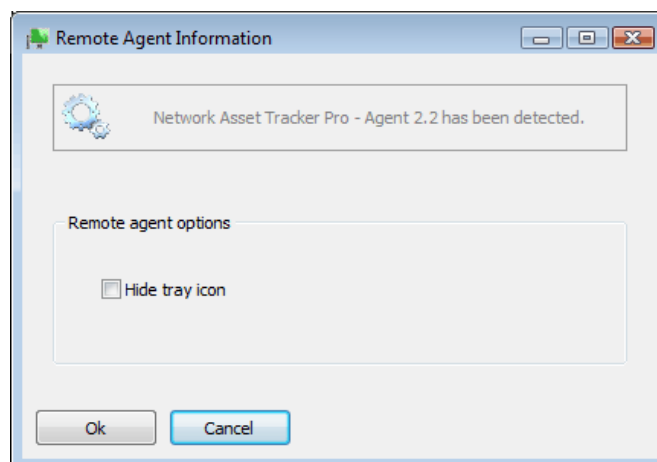 Remote Agent Information
Network Asset Tracker Pro - Agent 2.2 has been detected.
Remote agent options
Hide tray icon
Ok
Cancel